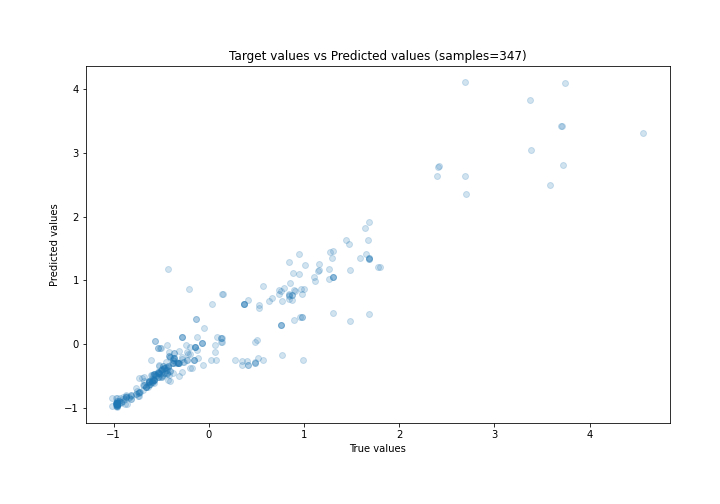 Target values vs Predicted values (samples=347)
4
3
2
1
0
−1
Predicted values
−1 0 1 2 3 4
True values